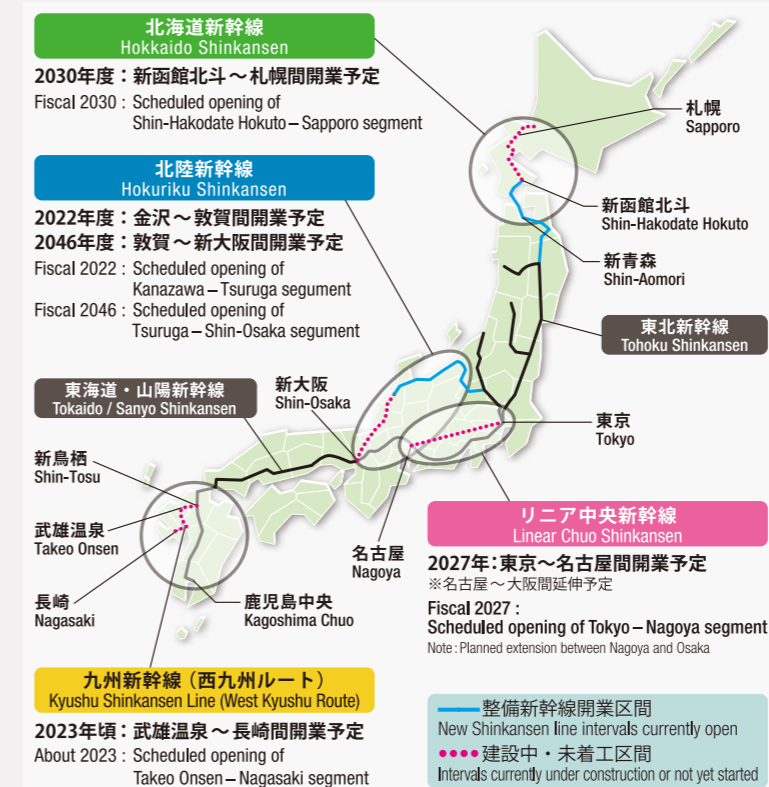 北海道新幹線
Hokkaido Shinkansen
2030年度：新函館北斗～札幌間開業予定
Fiscal 2030 : Scheduled opening of
Shin-Hakodate Hokuto – Sapporo segment
北陸新幹線
Hokuriku Shinkansen
2022年度：金沢～敦賀間開業予定
2046年度：敦賀～新大阪間開業予定
Fiscal 2022 : Scheduled opening of
Kanazawa – Tsuruga segument
Fiscal 2046 : Scheduled opening of
Tsuruga – Shin-Osaka segment
札幌
Sapporo
新函館北斗
Shin-Hakodate Hokuto
新青森
Shin-Aomori
東北新幹線
Tohoku Shinkansen
東海道・山陽新幹線
Tokaido / Sanyo Shinkansen
新大阪
Shin-Osaka
東京
Tokyo
新鳥栖
Shin-Tosu
武雄温泉
Takeo Onsen
長崎
Nagasaki
鹿児島中央
Kagoshima Chuo
名古屋
Nagoya
リニア中央新幹線
Linear Chuo Shinkansen
2027年：東京～名古屋間開業予定
※名古屋～大阪間延伸予定
Fiscal 2027 :
Scheduled opening of Tokyo – Nagoya segment
Note : Planned extension between Nagoya and Osaka
九州新幹線（西九州ルート）
Kyushu Shinkansen Line (West Kyushu Route)
2023年頃：武雄温泉～長崎間開業予定
About 2023 : Scheduled opening of
Takeo Onsen – Nagasaki segment
整備新幹線開業区間
New Shinkansen line intervals currently open
建設中・未着工区間
Intervals currently under construction or not yet started